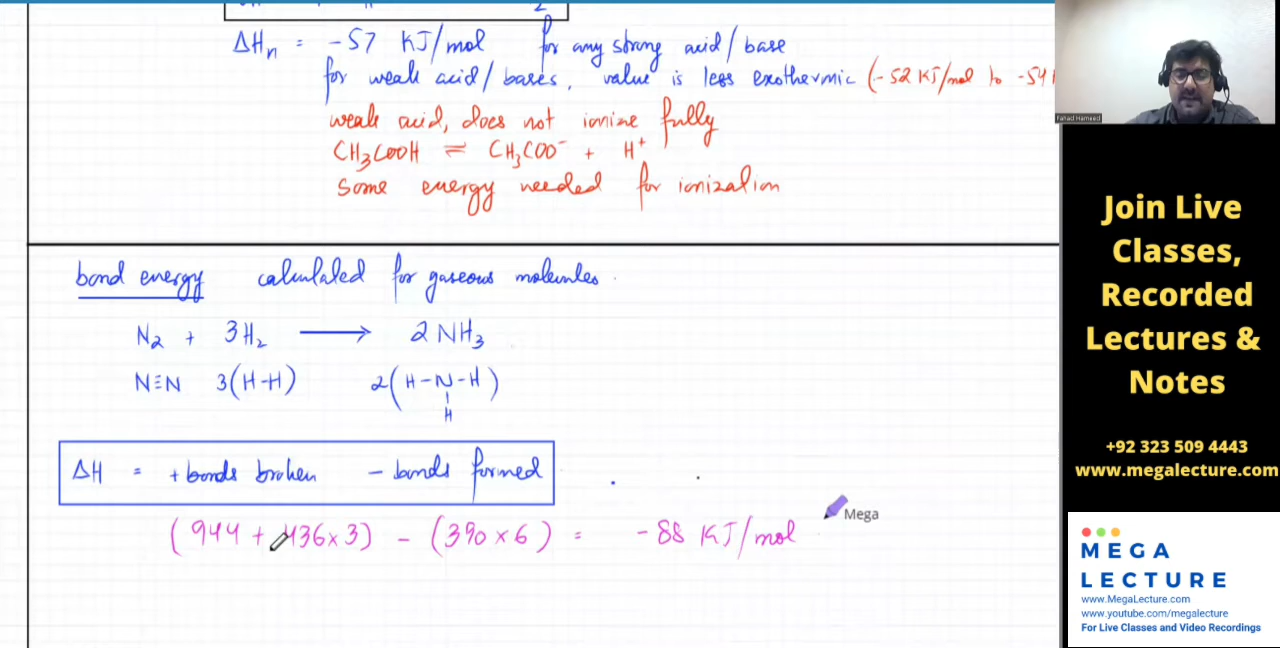 ΔHn = -57 KJ/mol for any strong acid/base
for weak acid/bases, value is less exothermic (-52 KJ/mol to -54
weak acid, does not ionize fully
CH3COOH ⇌ CH3COO⁻ + H⁺
Some energy needed for ionization
bond energy calculated for gaseous molecules.
N2 + 3H2 ⟶ 2NH3
N≡N 3(H-H) 2(H-N-H)
H
ΔH = +bonds broken - bonds formed
(944 + 436×3) - (390×6) = -88 KJ/mol
Mega
Fahad Hameed
Join Live
Classes,
Recorded
Lectures &
Notes
+92 323 509 4443
www.megalecture.com
MEGA
LECTURE
www.MegaLecture.com
www.youtube.com/megalecture
For Live Classes and Video Recordings